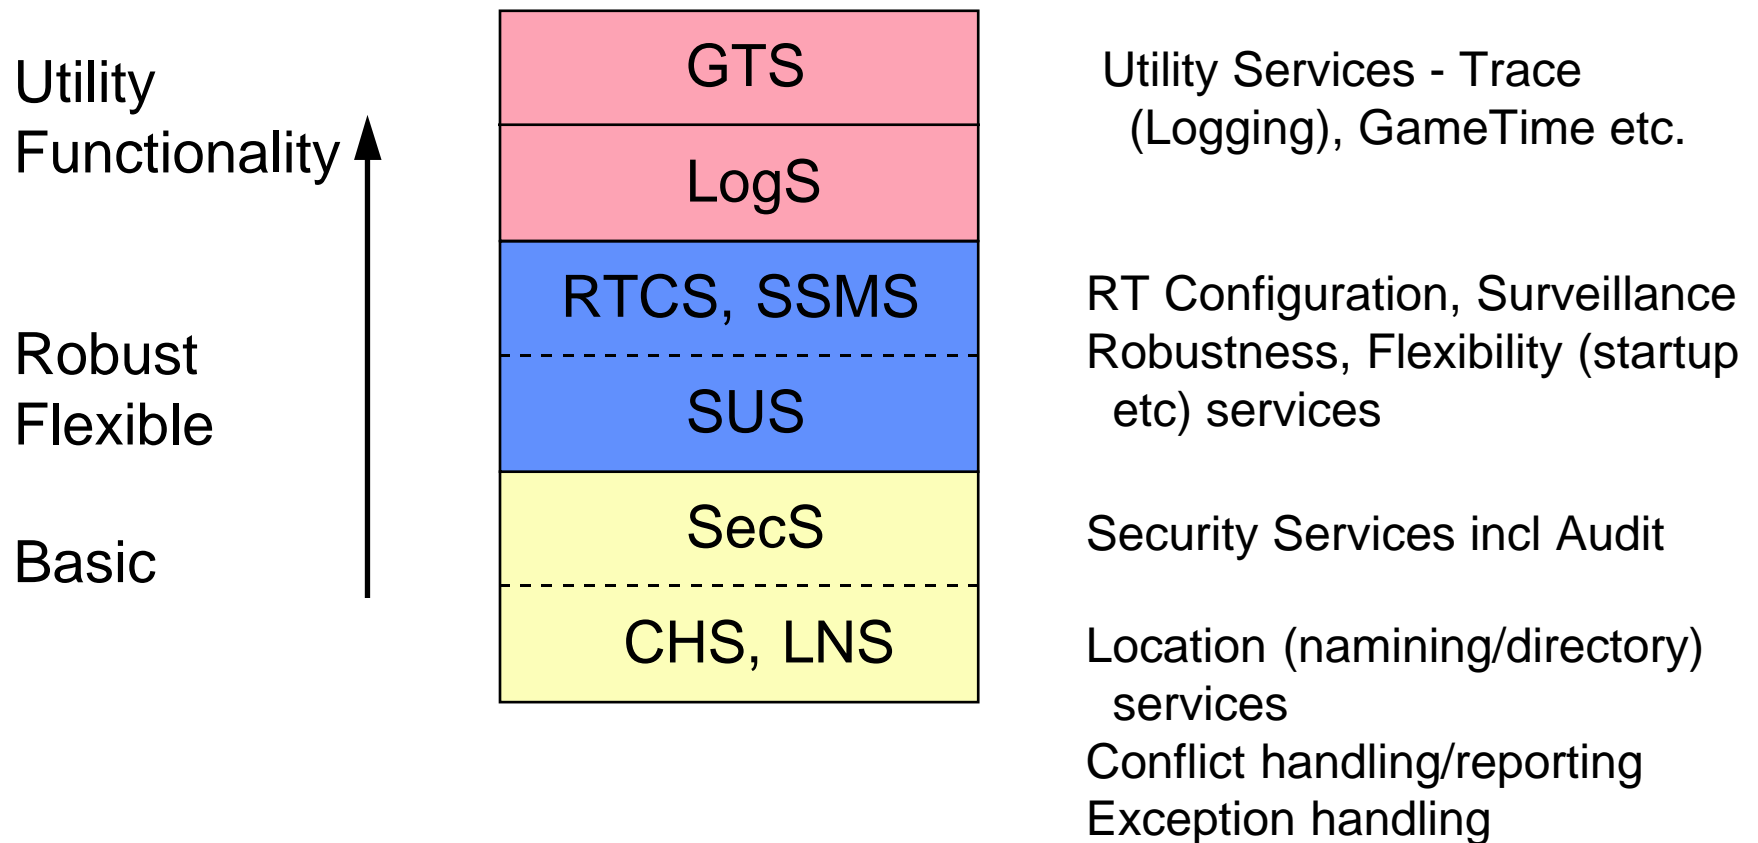 Utility
Functionality
Robust
Flexible
Basic
GTS
LogS
RTCS, SSMS
SUS
SecS
CHS, LNS
Utility Services - Trace
(Logging), GameTime etc.
RT Configuration, Surveillance
Robustness, Flexibility (startup
etc) services
Security Services incl Audit
Location (namining/directory)
services
Conflict handling/reporting
Exception handling